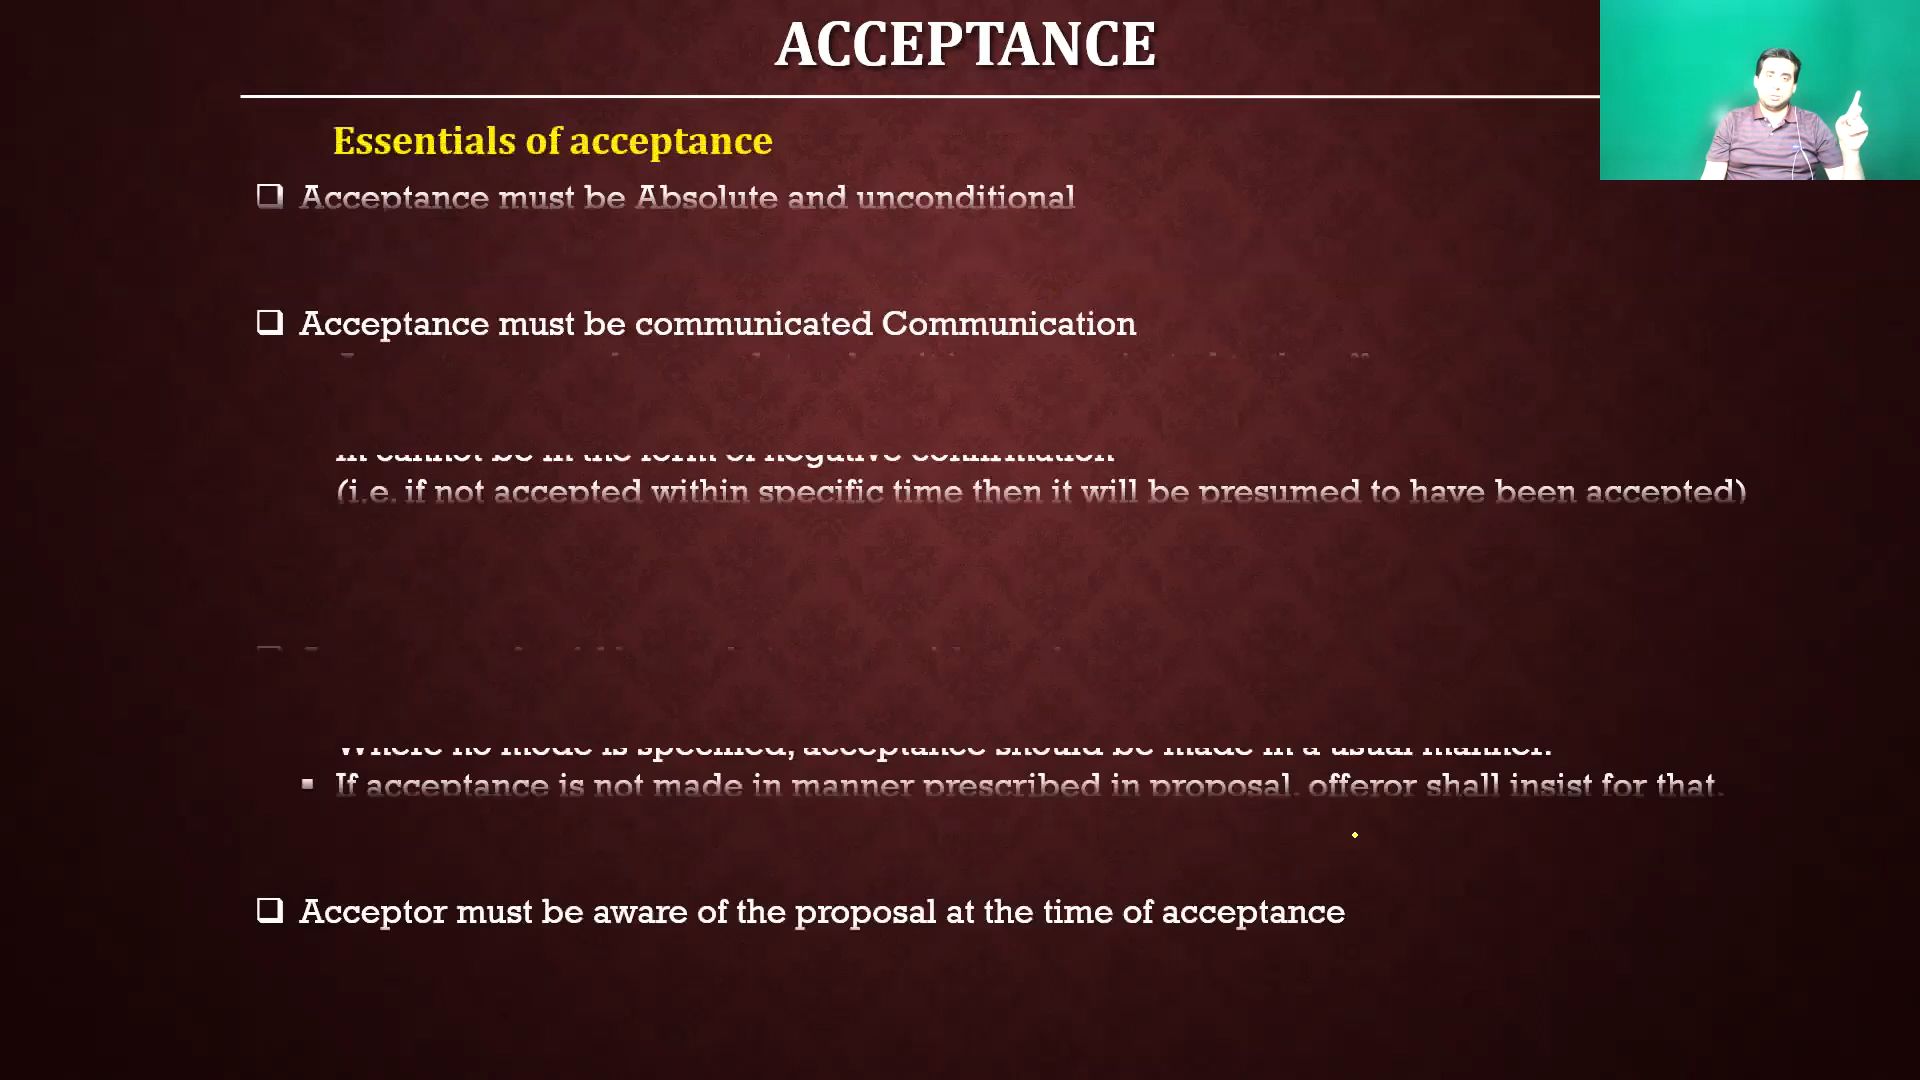 ACCEPTANCE
Essentials of acceptance
Acceptance must be Absolute and unconditional
Acceptance must be communicated Communication
cannot be in the form of negative confirmation
(i.e. if not accepted within specific time then it will be presumed to have been accepted)
Where no mode is specified, acceptance should be made in a usual manner.
If acceptance is not made in manner prescribed in proposal, offeror shall insist for that.
Acceptor must be aware of the proposal at the time of acceptance